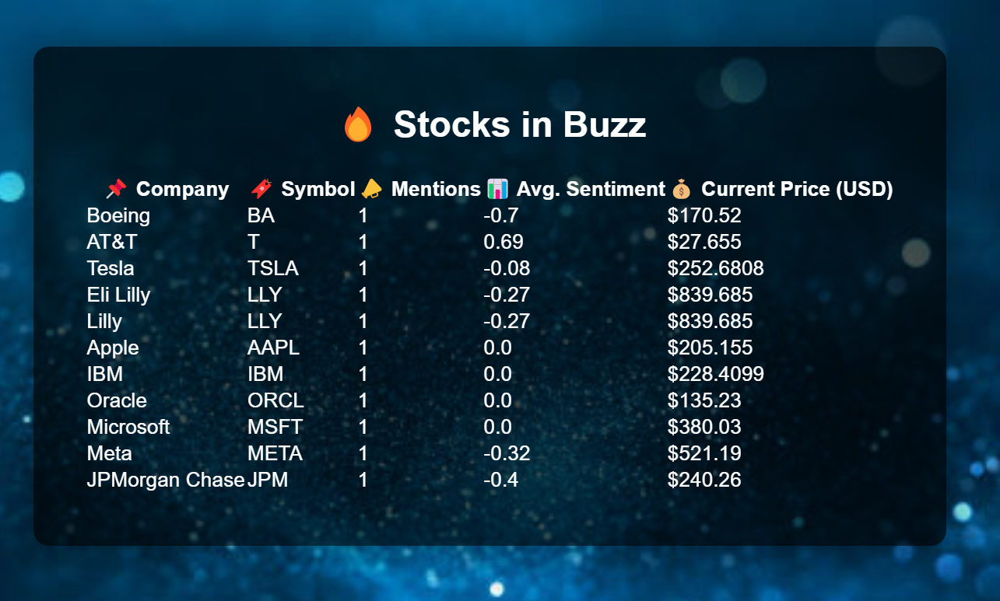 🔥 Stocks in Buzz
📌 Company 🔖 Symbol 📣 Mentions 📊 Avg. Sentiment 💰 Current Price (USD)
Boeing BA 1 -0.7 $170.52
AT&T T 1 0.69 $27.655
Tesla TSLA 1 -0.08 $252.6808
Eli Lilly LLY 1 -0.27 $839.685
Lilly LLY 1 -0.27 $839.685
Apple AAPL 1 0.0 $205.155
IBM IBM 1 0.0 $228.4099
Oracle ORCL 1 0.0 $135.23
Microsoft MSFT 1 0.0 $380.03
Meta META 1 -0.32 $521.19
JPMorgan Chase JPM 1 -0.4 $240.26